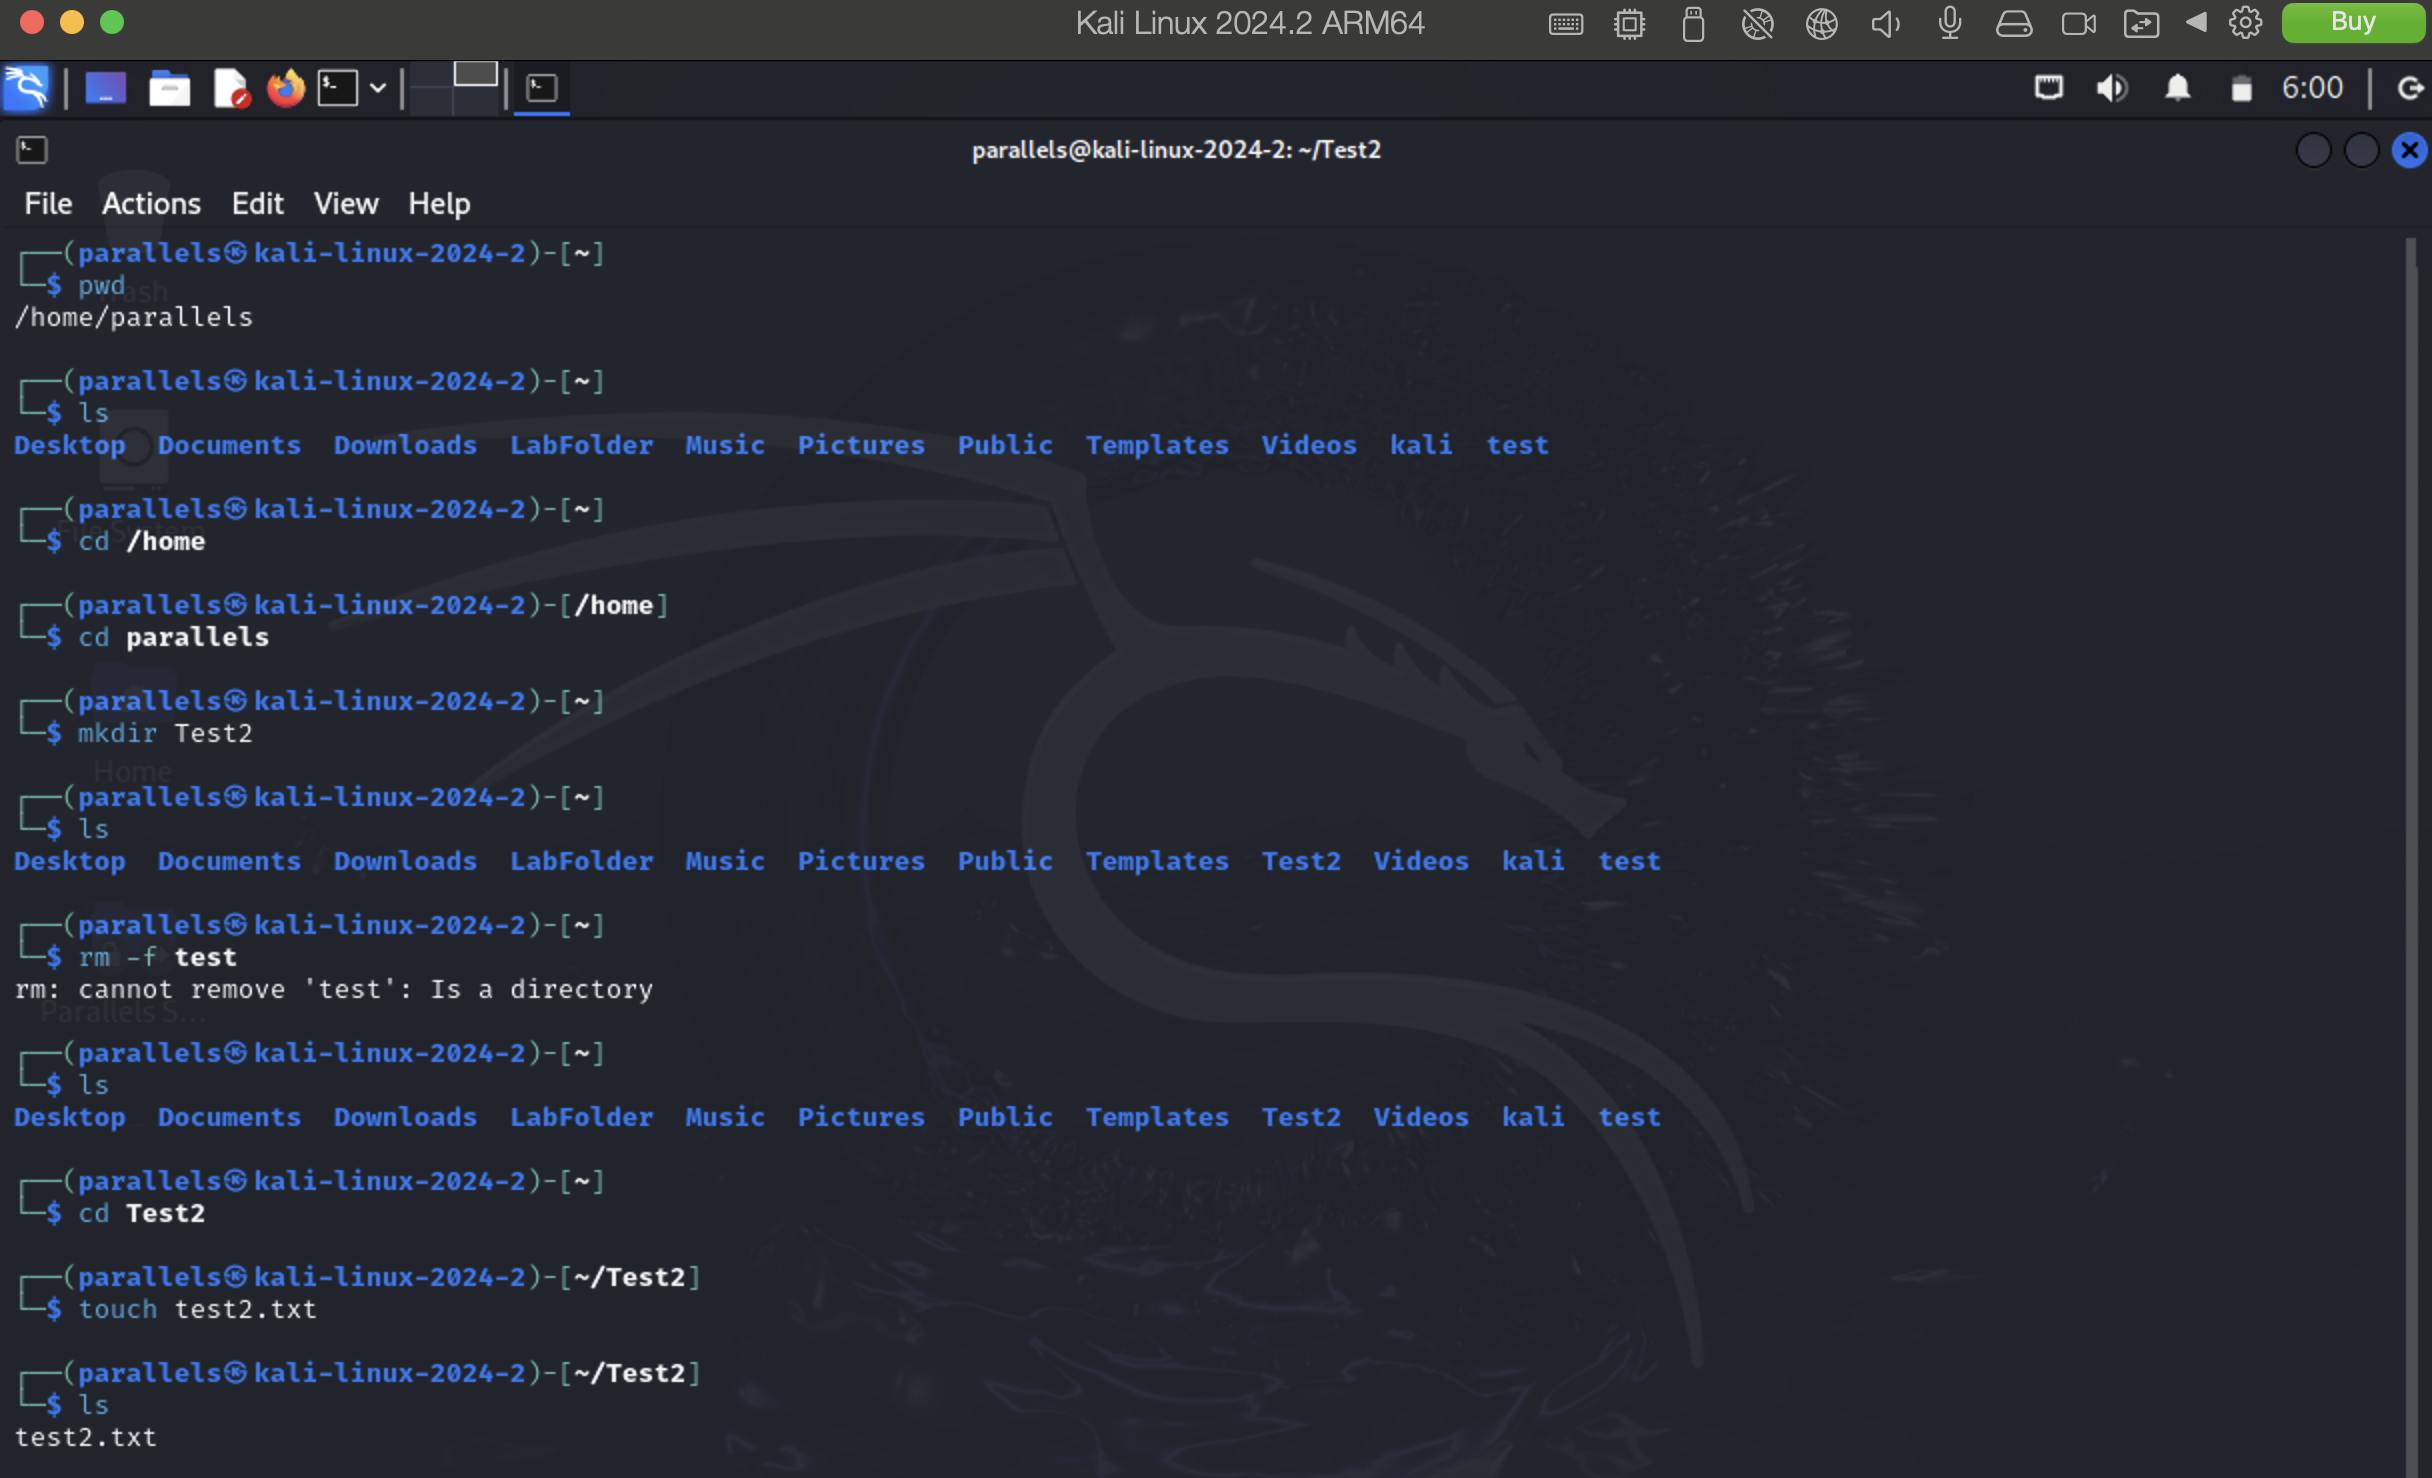 Kali Linux 2024.2 ARM64
Buy
6:00
parallels@kali-linux-2024-2: ~/Test2
File Actions Edit View Help
┌──(parallels㉿kali-linux-2024-2)-[~]
└─$ pwd
/home/parallels
┌──(parallels㉿kali-linux-2024-2)-[~]
└─$ ls
Desktop Documents Downloads LabFolder Music Pictures Public Templates Videos kali test
┌──(parallels㉿kali-linux-2024-2)-[~]
└─$ cd /home
┌──(parallels㉿kali-linux-2024-2)-[/home]
└─$ cd parallels
┌──(parallels㉿kali-linux-2024-2)-[~]
└─$ mkdir Test2
┌──(parallels㉿kali-linux-2024-2)-[~]
└─$ ls
Desktop Documents Downloads LabFolder Music Pictures Public Templates Test2 Videos kali test
┌──(parallels㉿kali-linux-2024-2)-[~]
└─$ rm -f test
rm: cannot remove 'test': Is a directory
┌──(parallels㉿kali-linux-2024-2)-[~]
└─$ ls
Desktop Documents Downloads LabFolder Music Pictures Public Templates Test2 Videos kali test
┌──(parallels㉿kali-linux-2024-2)-[~]
└─$ cd Test2
┌──(parallels㉿kali-linux-2024-2)-[~/Test2]
└─$ touch test2.txt
┌──(parallels㉿kali-linux-2024-2)-[~/Test2]
└─$ ls
test2.txt
Home
File System
Parallels S...